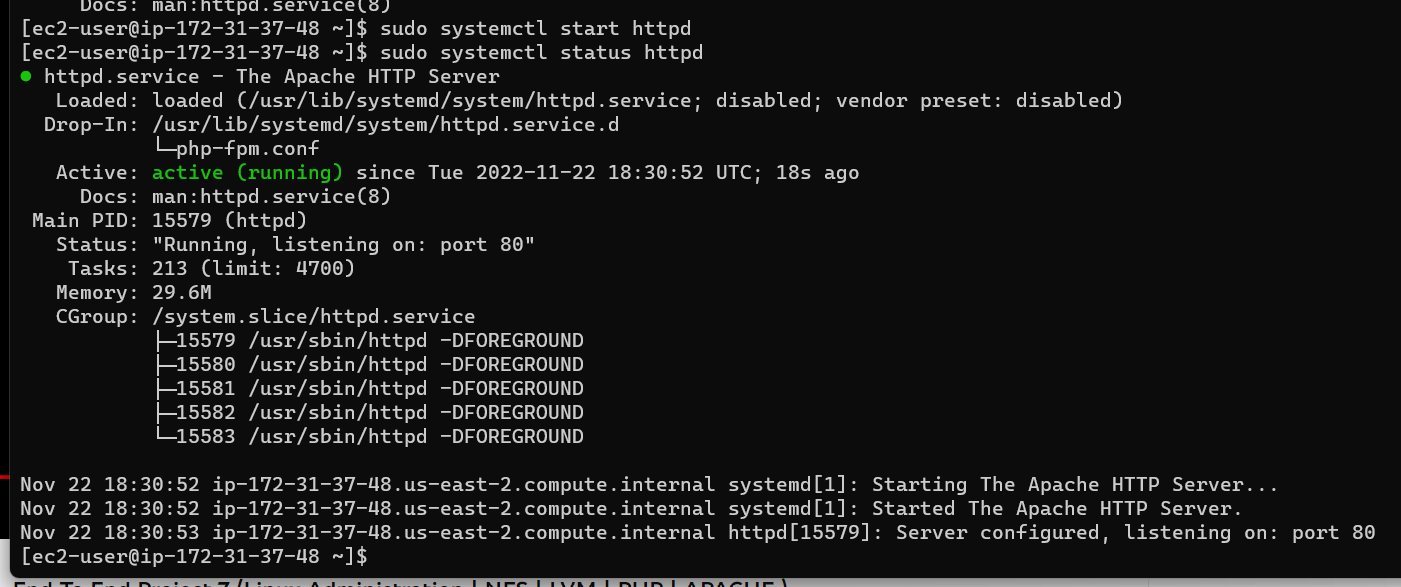 Docs: man:httpd.service(8)
[ec2-user@ip-172-31-37-48 ~]$ sudo systemctl start httpd
[ec2-user@ip-172-31-37-48 ~]$ sudo systemctl status httpd
● httpd.service - The Apache HTTP Server
Loaded: loaded (/usr/lib/systemd/system/httpd.service; disabled; vendor preset: disabled)
Drop-In: /usr/lib/systemd/system/httpd.service.d
└─php-fpm.conf
Active: active (running) since Tue 2022-11-22 18:30:52 UTC; 18s ago
Docs: man:httpd.service(8)
Main PID: 15579 (httpd)
Status: "Running, listening on: port 80"
Tasks: 213 (limit: 4700)
Memory: 29.6M
CGroup: /system.slice/httpd.service
├─15579 /usr/sbin/httpd -DFOREGROUND
├─15580 /usr/sbin/httpd -DFOREGROUND
├─15581 /usr/sbin/httpd -DFOREGROUND
├─15582 /usr/sbin/httpd -DFOREGROUND
└─15583 /usr/sbin/httpd -DFOREGROUND
Nov 22 18:30:52 ip-172-31-37-48.us-east-2.compute.internal systemd[1]: Starting The Apache HTTP Server...
Nov 22 18:30:52 ip-172-31-37-48.us-east-2.compute.internal systemd[1]: Started The Apache HTTP Server.
Nov 22 18:30:53 ip-172-31-37-48.us-east-2.compute.internal httpd[15579]: Server configured, listening on: port 80
[ec2-user@ip-172-31-37-48 ~]$
End To End Project 7 (Linux Administration | NFS | LVM | PHP | APACHE )